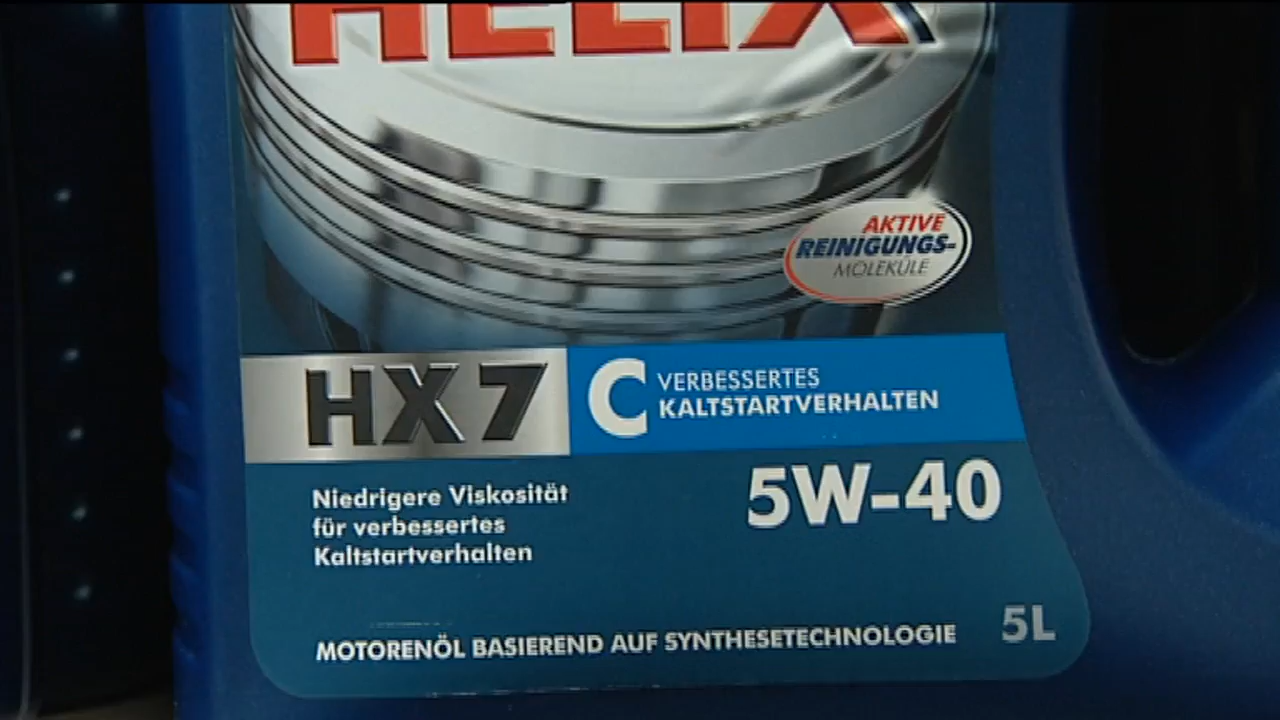 HELIX
AKTIVE
REINIGUNGS-
MOLEKÜLE
HX7
C VERBESSERTES
KALTSTARTVERHALTEN
5W-40
Niedrigere Viskosität
für verbessertes
Kaltstartverhalten
MOTORENÖL BASIEREND AUF SYNTHESETECHNOLOGIE
5L